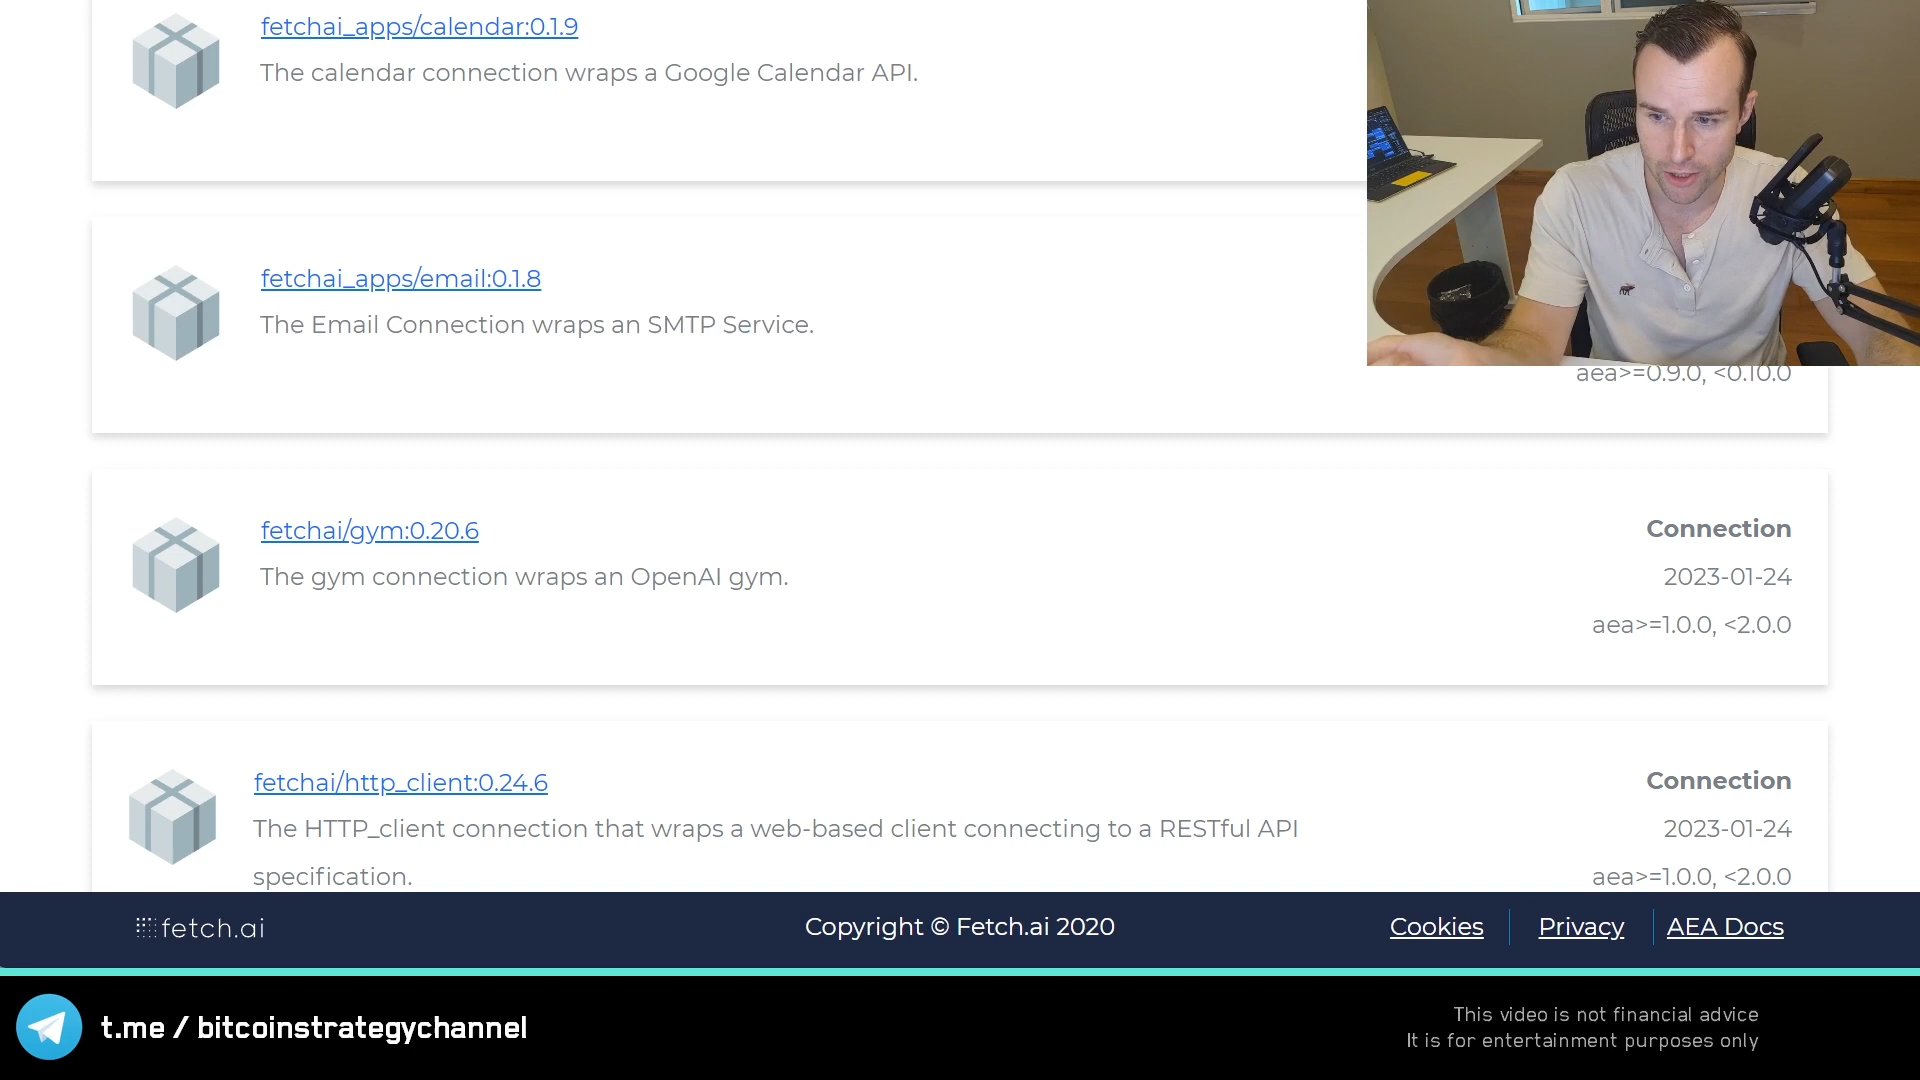 fetchai_apps/calendar:0.1.9
The calendar connection wraps a Google Calendar API.
fetchai_apps/email:0.1.8
The Email Connection wraps an SMTP Service.
aea>=0.9.0, <0.10.0
fetchai/gym:0.20.6
Connection
The gym connection wraps an OpenAI gym.
2023-01-24
aea>=1.0.0, <2.0.0
fetchai/http_client:0.24.6
Connection
The HTTP_client connection that wraps a web-based client connecting to a RESTful API
2023-01-24
specification.
aea>=1.0.0, <2.0.0
fetch.ai
Copyright © Fetch.ai 2020
Cookies
Privacy
AEA Docs
t.me / bitcoinstrategychannel
This video is not financial advice
It is for entertainment purposes only